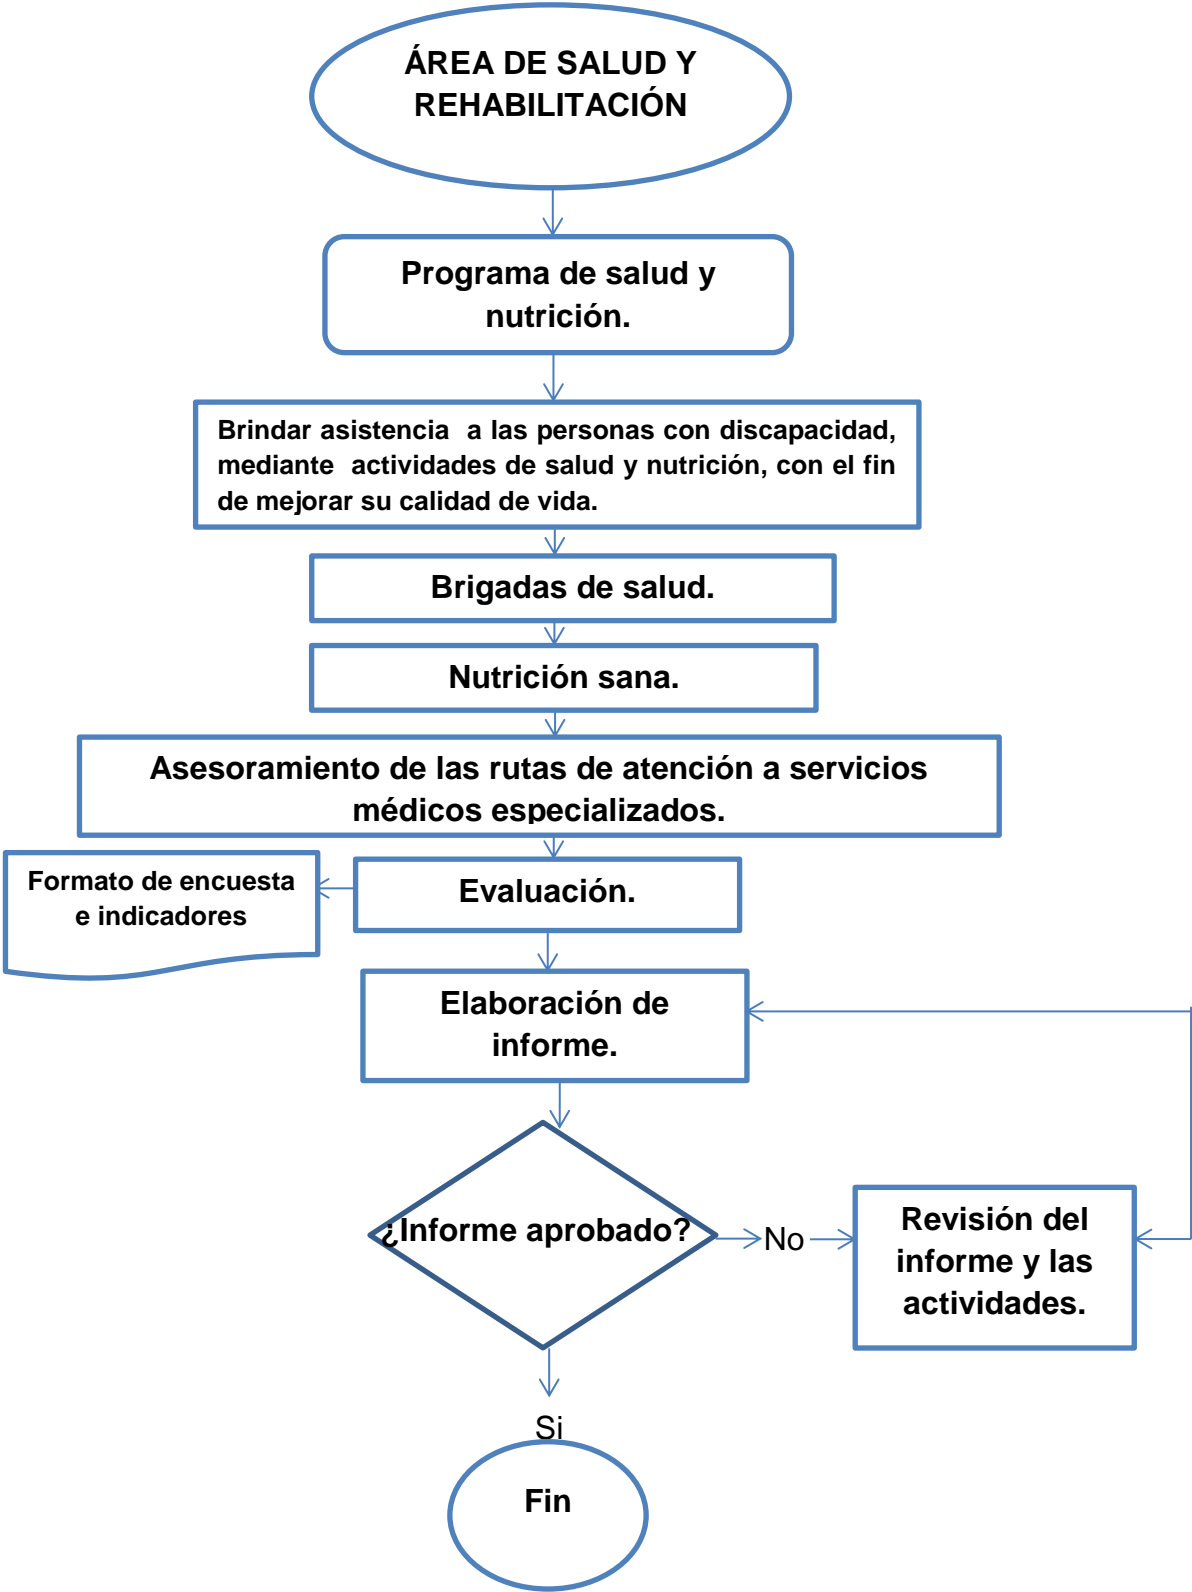 ÁREA DE SALUD Y
REHABILITACIÓN
Programa de salud y
nutrición.
Brindar asistencia a las personas con discapacidad,
mediante actividades de salud y nutrición, con el fin
de mejorar su calidad de vida.
Brigadas de salud.
Nutrición sana.
Asesoramiento de las rutas de atención a servicios
médicos especializados.
Formato de encuesta
e indicadores
Evaluación.
Elaboración de
informe.
¿Informe aprobado?
No
Revisión del
informe y las
actividades.
Si
Fin